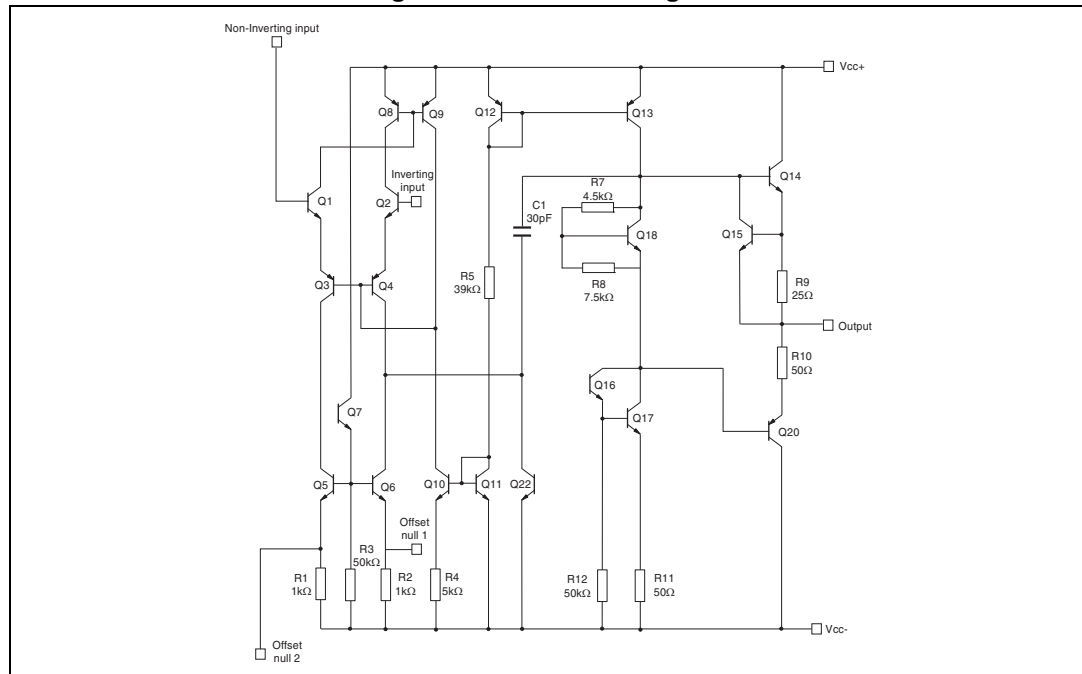 Non-Inverting input
Vcc+
Q8
Q9
Q12
Q13
Inverting
input
Q1
Q2
C1
30pF
R7
4.5kΩ
Q14
Q18
Q15
Q3
Q4
R5
39kΩ
R8
7.5kΩ
R9
25Ω
Output
R10
50Ω
Q16
Q7
Q17
Q20
Q5
Q6
Q10
Q11
Q22
Offset
null 1
R3
50kΩ
R1
1kΩ
R2
1kΩ
R4
5kΩ
R12
50kΩ
R11
50Ω
Vcc-
Offset
null 2